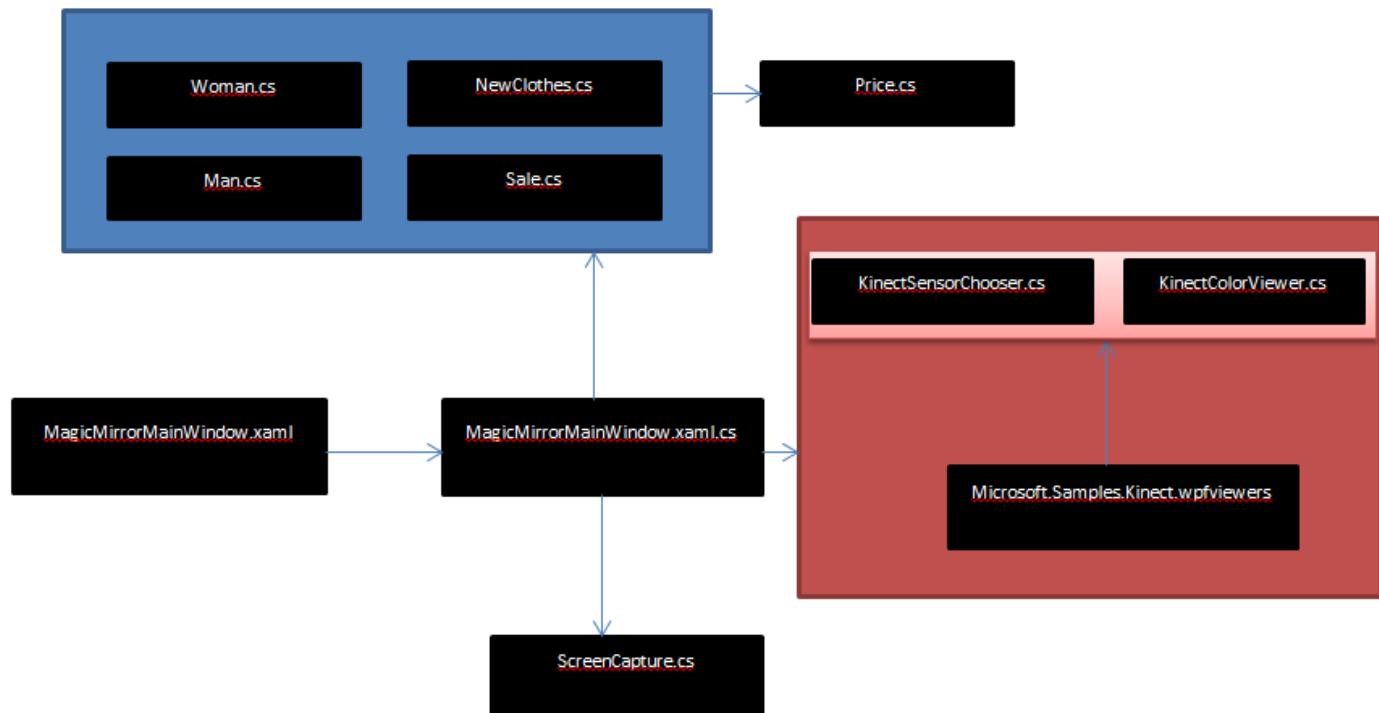 Woman.cs
NewClothes.cs
Price.cs
Man.cs
Sale.cs
KinectSensorChooser.cs
KinectColorViewer.cs
MagicMirrorMainWindow.xaml
MagicMirrorMainWindow.xaml.cs
Microsoft.Samples.Kinect.wpfviewers
ScreenCapture.cs